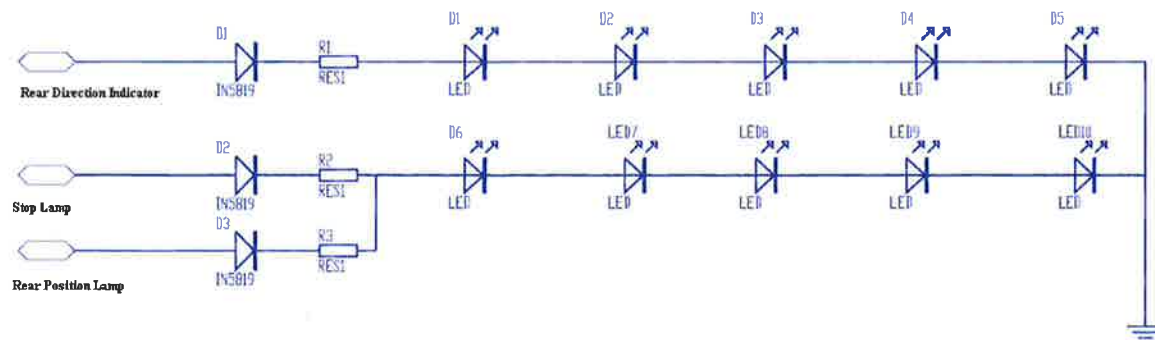 D1 D1 D2 D3 D4 D5
R1
RES1
IN5819 LED LED LED LED LED
Rear Direction Indicator
D2 D6 LED7 LED8 LED9 LED10
R2
RES1
IN5819 LED LED LED LED LED
Stop Lamp
D3
R3
RES1
IN5819
Rear Position Lamp